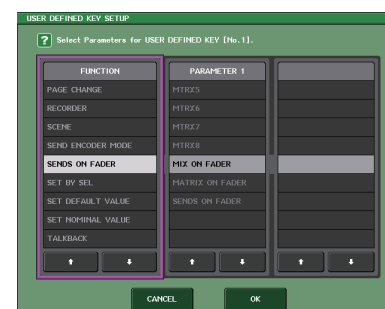 USER DEFINED KEY SETUP
? Select Parameters for USER DEFINED KEY [No.1].
FUNCTION
PAGE CHANGE
RECORDER
SCENE
SEND ENCODER MODE
SENDS ON FADER
SET BY SEL
SET DEFAULT VALUE
SET NOMINAL VALUE
TALKBACK
PARAMETER 1
MTRX5
MTRX6
MTRX7
MTRX8
MIX ON FADER
MATRIX ON FADER
SENDS ON FADER
CANCEL
OK